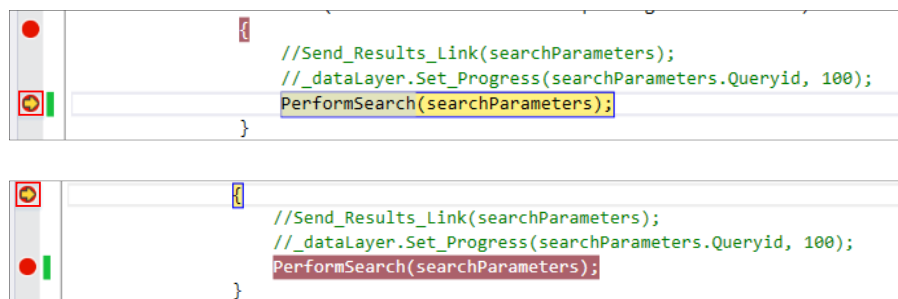 {
//Send_Results_Link(searchParameters);
//_dataLayer.Set_Progress(searchParameters.Queryid, 100);
PerformSearch(searchParameters);
}
{
//Send_Results_Link(searchParameters);
//_dataLayer.Set_Progress(searchParameters.Queryid, 100);
PerformSearch(searchParameters);
}